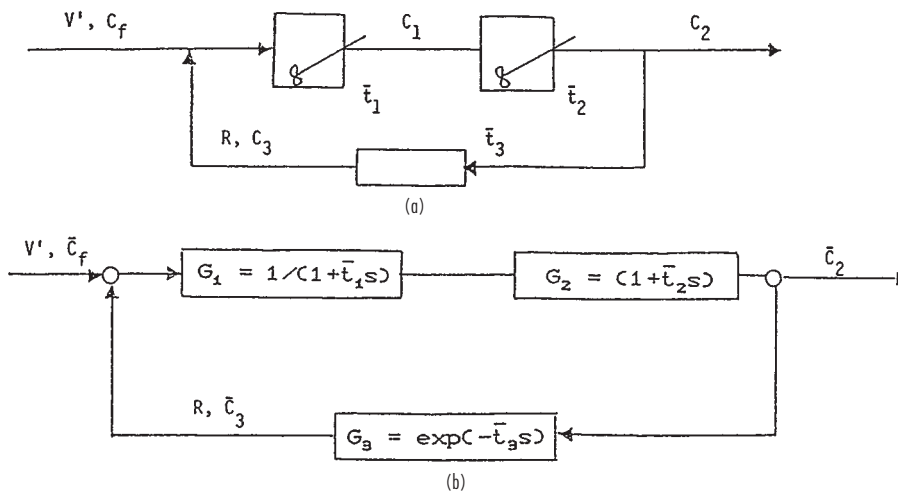 V', C_f
C_1
C_2
t̄_1
t̄_2
R, C_3
t̄_3
(a)
V', C̄_f
G_1 = 1/(1+t̄_1s)
G_2 = (1+t̄_2s)
C̄_2
R, C̄_3
G_3 = exp(-t̄_3s)
(b)